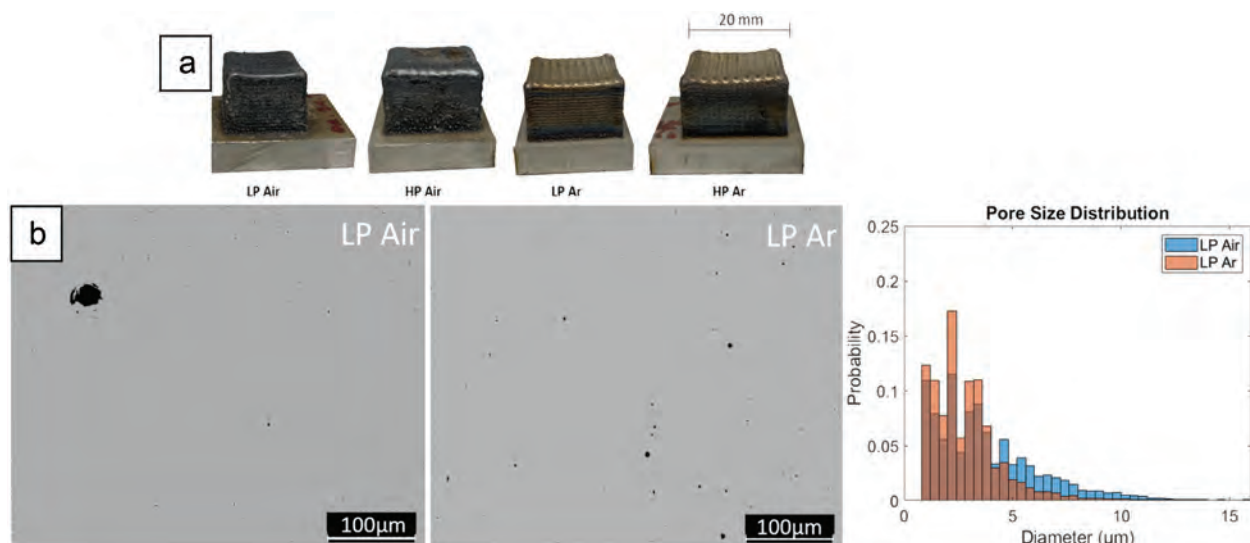 a
20 mm
LP Air
HP Air
LP Ar
HP Ar
b
LP Air
100μm
LP Ar
100μm
Pore Size Distribution
LP Air
LP Ar
Probability
0.25
0.2
0.15
0.1
0.05
0
0 5 10 15
Diameter (μm)